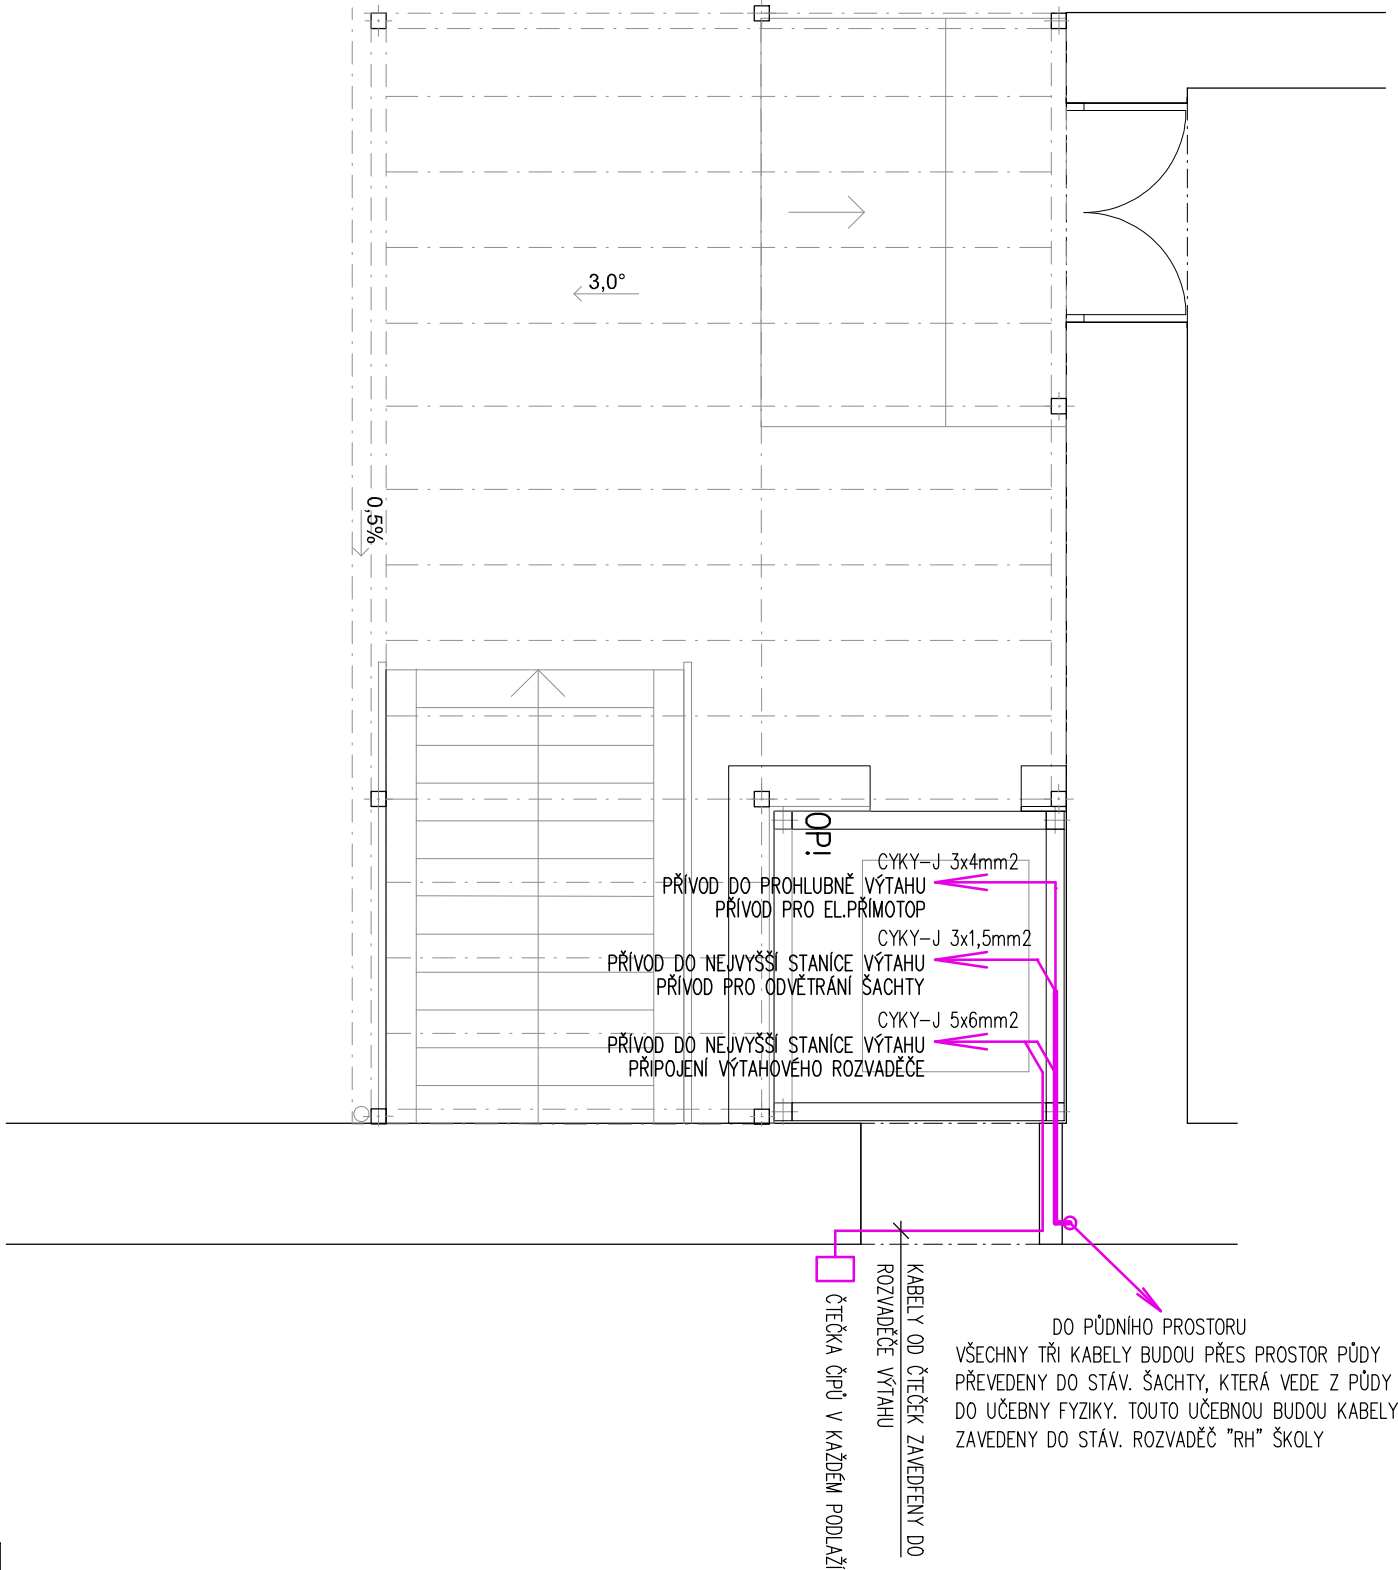 3,0°
0,5%
OP!
CYKY-J 3x4mm2
PŘÍVOD DO PROHLUBNĚ VÝTAHU
PŘÍVOD PRO EL.PŘÍMOTOP
CYKY-J 3x1,5mm2
PŘÍVOD DO NEJVYŠŠÍ STANÍCE VÝTAHU
PŘÍVOD PRO ODVĚTRÁNÍ ŠACHTY
CYKY-J 5x6mm2
PŘÍVOD DO NEJVYŠŠÍ STANÍCE VÝTAHU
PŘIPOJENÍ VÝTAHOVÉHO ROZVADĚČE
KABELY OD ČTEČEK ZAVEDFENY DO
ROZVADĚČE VÝTAHU
ČTEČKA ČIPŮ V KAŽDÉM PODLAŽÍ
DO PŮDNÍHO PROSTORU
VŠECHNY TŘI KABELY BUDOU PŘES PROSTOR PŮDY
PŘEVEDENY DO STÁV. ŠACHTY, KTERÁ VEDE Z PŮDY
DO UČEBNY FYZIKY. TOUTO UČEBNOU BUDOU KABELY
ZAVEDENY DO STÁV. ROZVADĚČ "RH" ŠKOLY